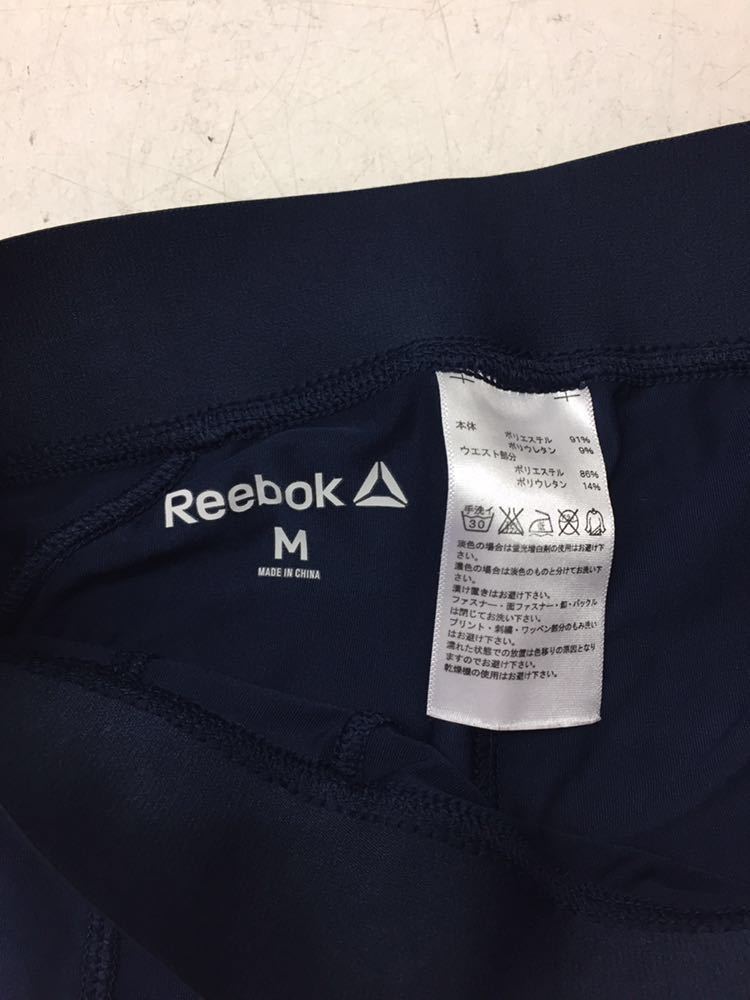 Reebok
M
MADE IN CHINA
本体
ポリエステル 91%
ポリウレタン 9%
ウエスト部分
ポリエステル 86%
ポリウレタン 14%
手洗イ
30
淡色の場合は蛍光増白剤の使用はお避け下
さい。
濃色の場合は淡色のものと分けてお洗い下
さい。
漬け置きはお避け下さい。
ファスナー・面ファスナー・釦・バックル
は閉じてお洗い下さい。
プリント・刺繍・ワッペン部分のもみ洗い
はお避け下さい。
濡れた状態での放置は色移りの原因となり
ますのでお避け下さい。
乾燥機の使用はお避け下さい。